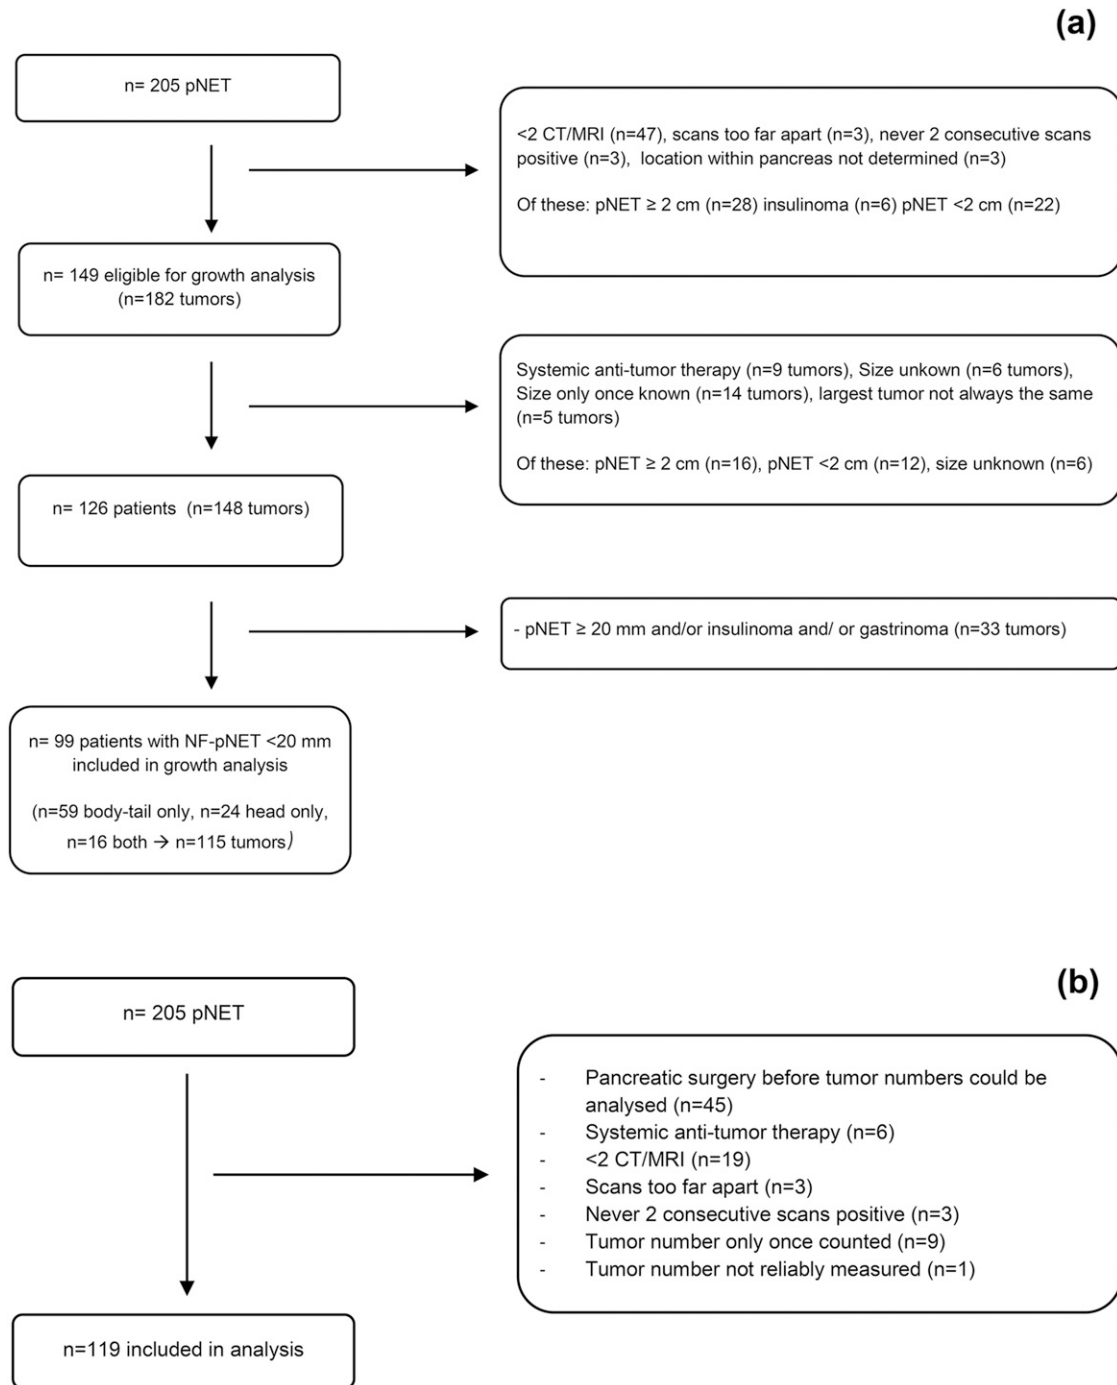 (a)
n= 205 pNET
<2 CT/MRI (n=47), scans too far apart (n=3), never 2 consecutive scans
positive (n=3),  location within pancreas not determined (n=3)
Of these: pNET ≥ 2 cm (n=28) insulinoma (n=6) pNET <2 cm (n=22)
n= 149 eligible for growth analysis
(n=182 tumors)
Systemic anti-tumor therapy (n=9 tumors), Size unkown (n=6 tumors),
Size only once known (n=14 tumors), largest tumor not always the same
(n=5 tumors)
Of these: pNET ≥ 2 cm (n=16), pNET <2 cm (n=12), size unknown (n=6)
n= 126 patients  (n=148 tumors)
- pNET ≥ 20 mm and/or insulinoma and/ or gastrinoma (n=33 tumors)
n= 99 patients with NF-pNET <20 mm
included in growth analysis
(n=59 body-tail only, n=24 head only,
n=16 both → n=115 tumors)
(b)
n= 205 pNET
- Pancreatic surgery before tumor numbers could be
analysed (n=45)
- Systemic anti-tumor therapy (n=6)
- <2 CT/MRI (n=19)
- Scans too far apart (n=3)
- Never 2 consecutive scans positive (n=3)
- Tumor number only once counted (n=9)
- Tumor number not reliably measured (n=1)
n=119 included in analysis